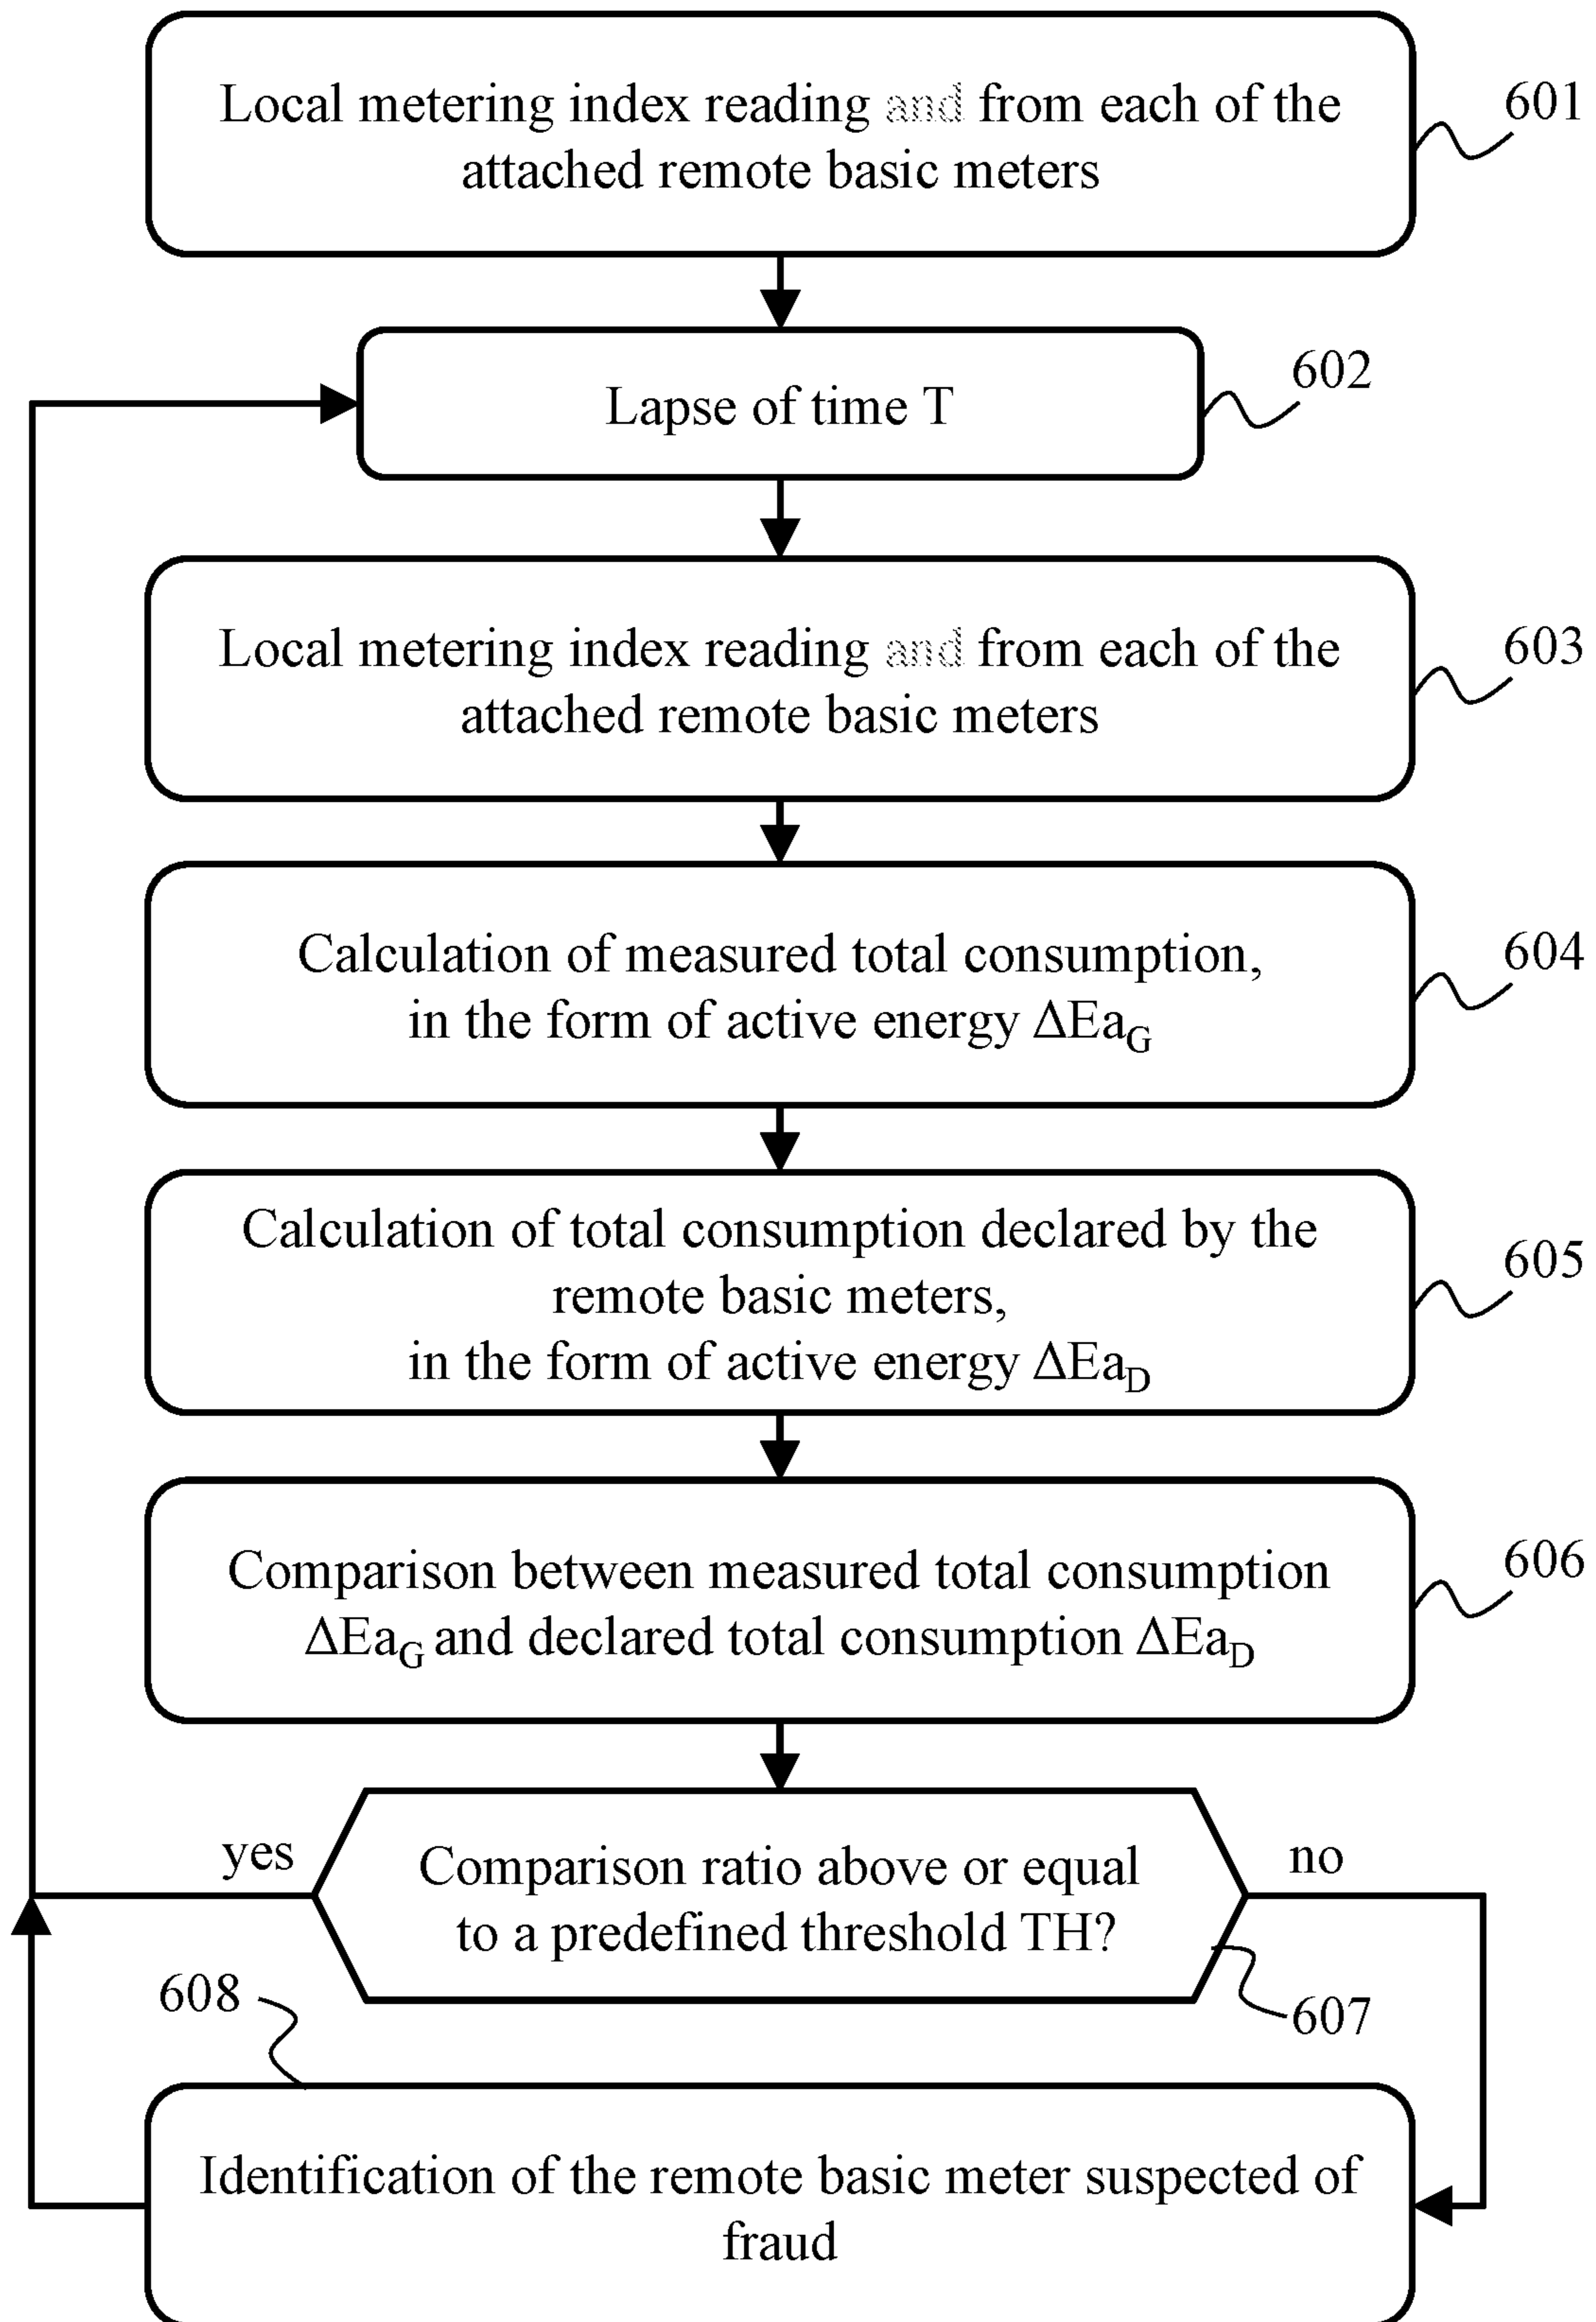 Local metering index reading and from each of the
attached remote basic meters
601
Lapse of time T
602
Local metering index reading and from each of the
attached remote basic meters
603
Calculation of measured total consumption,
in the form of active energy ΔEaG
604
Calculation of total consumption declared by the
remote basic meters,
in the form of active energy ΔEaD
605
Comparison between measured total consumption
ΔEaG and declared total consumption ΔEaD
606
yes
Comparison ratio above or equal
to a predefined threshold TH?
no
607
608
Identification of the remote basic meter suspected of
fraud